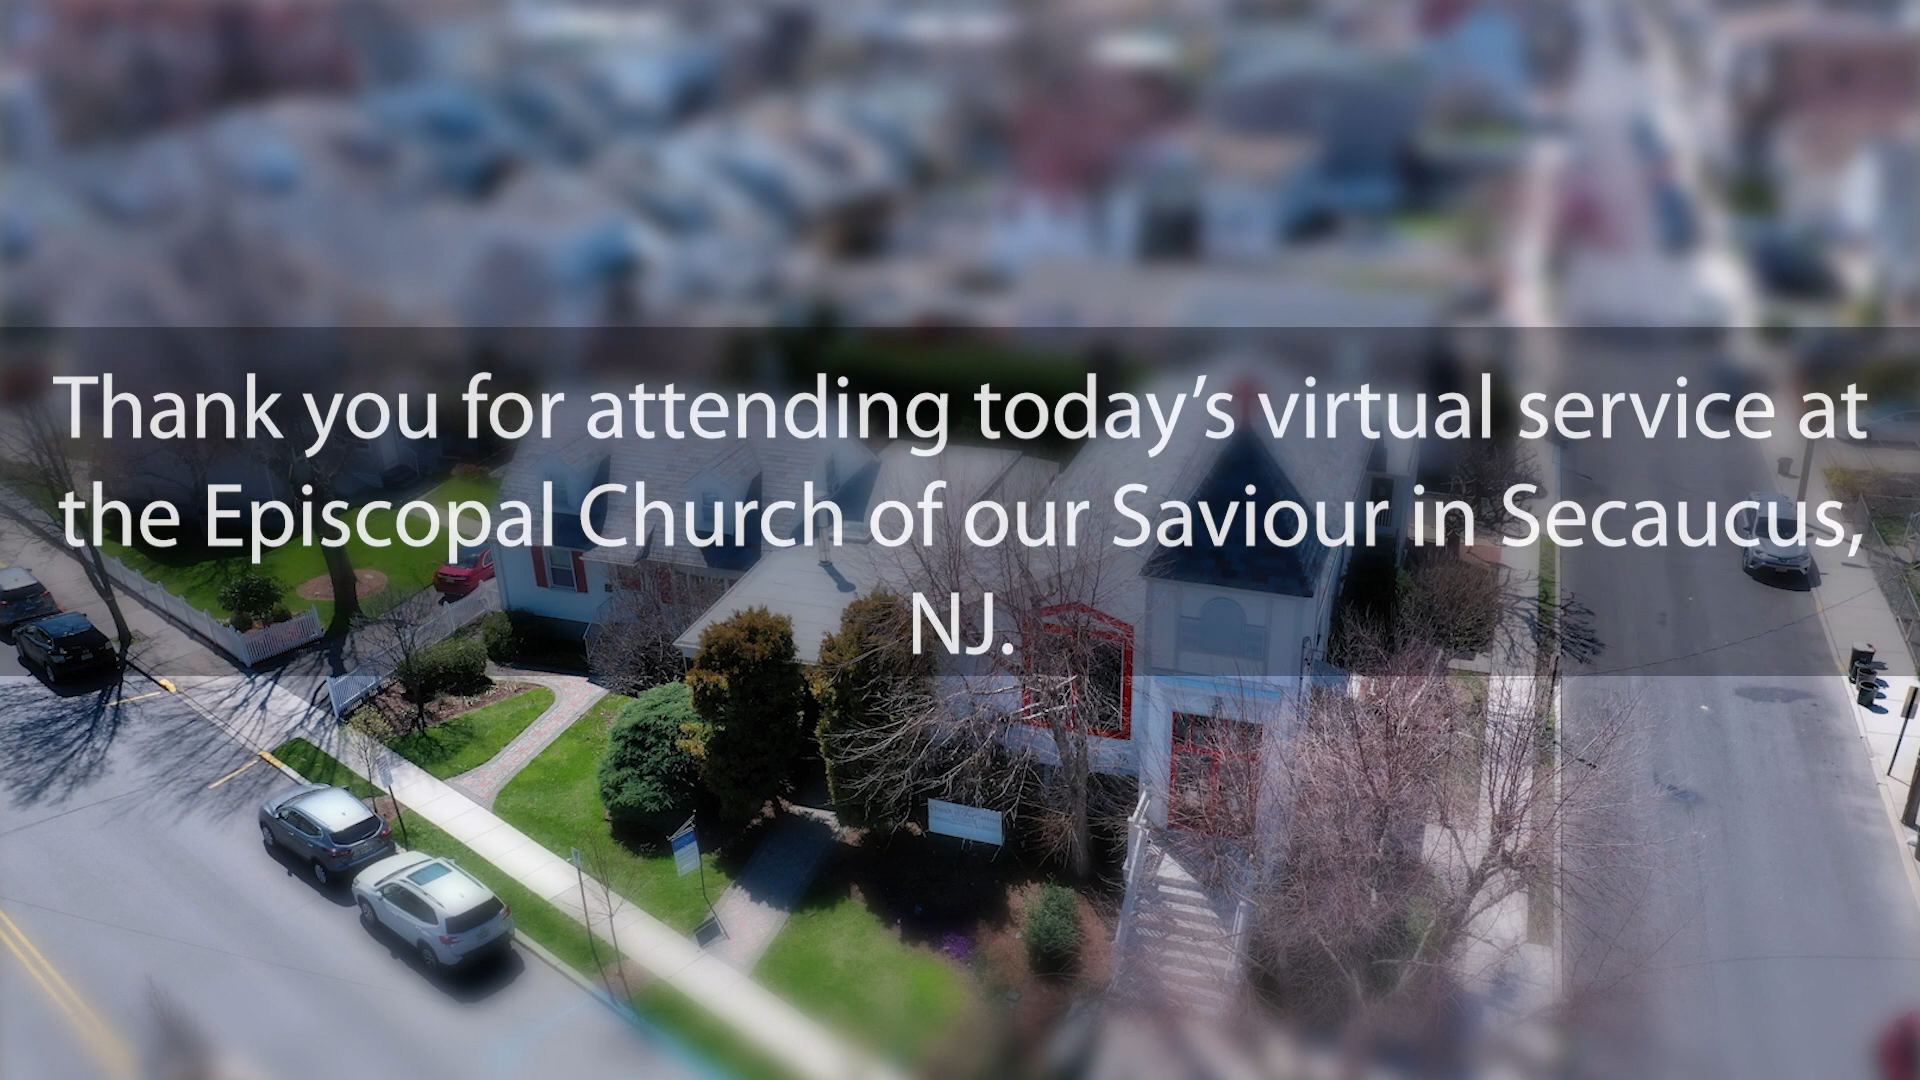 Thank you for attending today’s virtual service at
the Episcopal Church of our Saviour in Secaucus,
NJ.